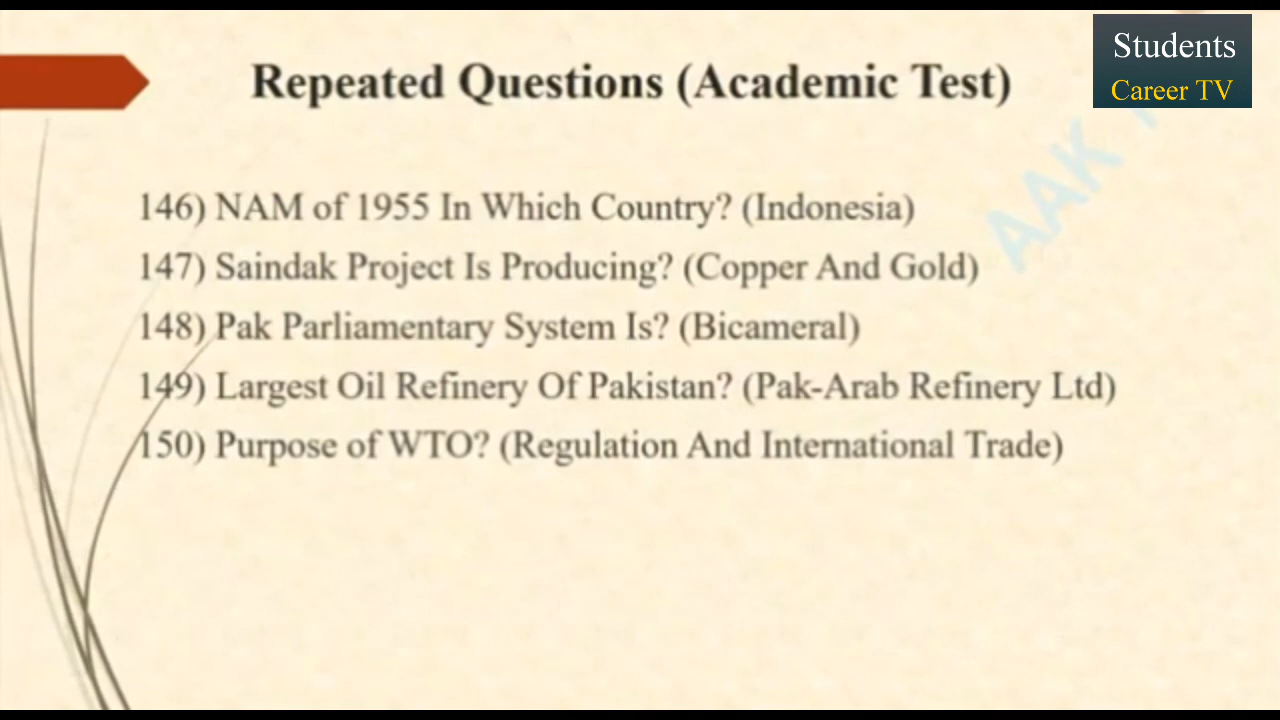 Students
Career TV
Repeated Questions (Academic Test)
AAK
146) NAM of 1955 In Which Country? (Indonesia)
147) Saindak Project Is Producing? (Copper And Gold)
148) Pak Parliamentary System Is? (Bicameral)
149) Largest Oil Refinery Of Pakistan? (Pak-Arab Refinery Ltd)
150) Purpose of WTO? (Regulation And International Trade)